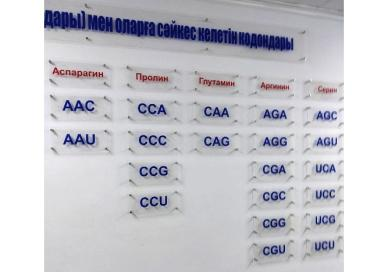 дары) мен оларға сәйкес келетін кодондары
Аспарагин Пролин Глутамин Аргинин Серин
AAC CCA CAA AGA AGC
AAU CCC CAG AGG AGU
CCG CGA UCA
CCU CGC UCC
CGG UCG
CGU UCU